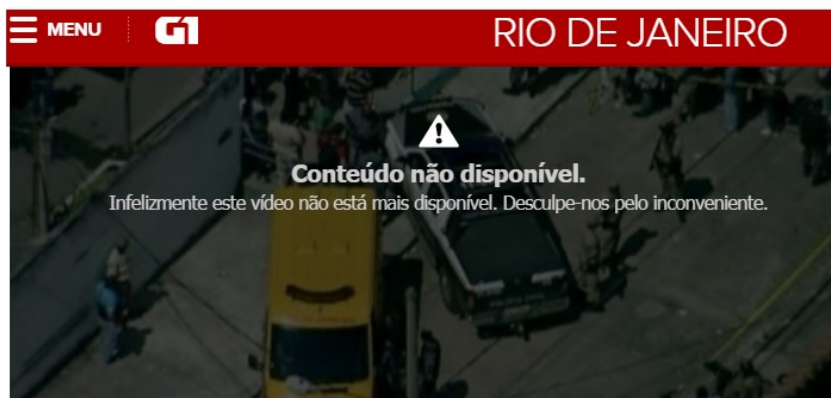 MENU
G1
RIO DE JANEIRO
Conteúdo não disponível.
Infelizmente este vídeo não está mais disponível. Desculpe-nos pelo inconveniente.